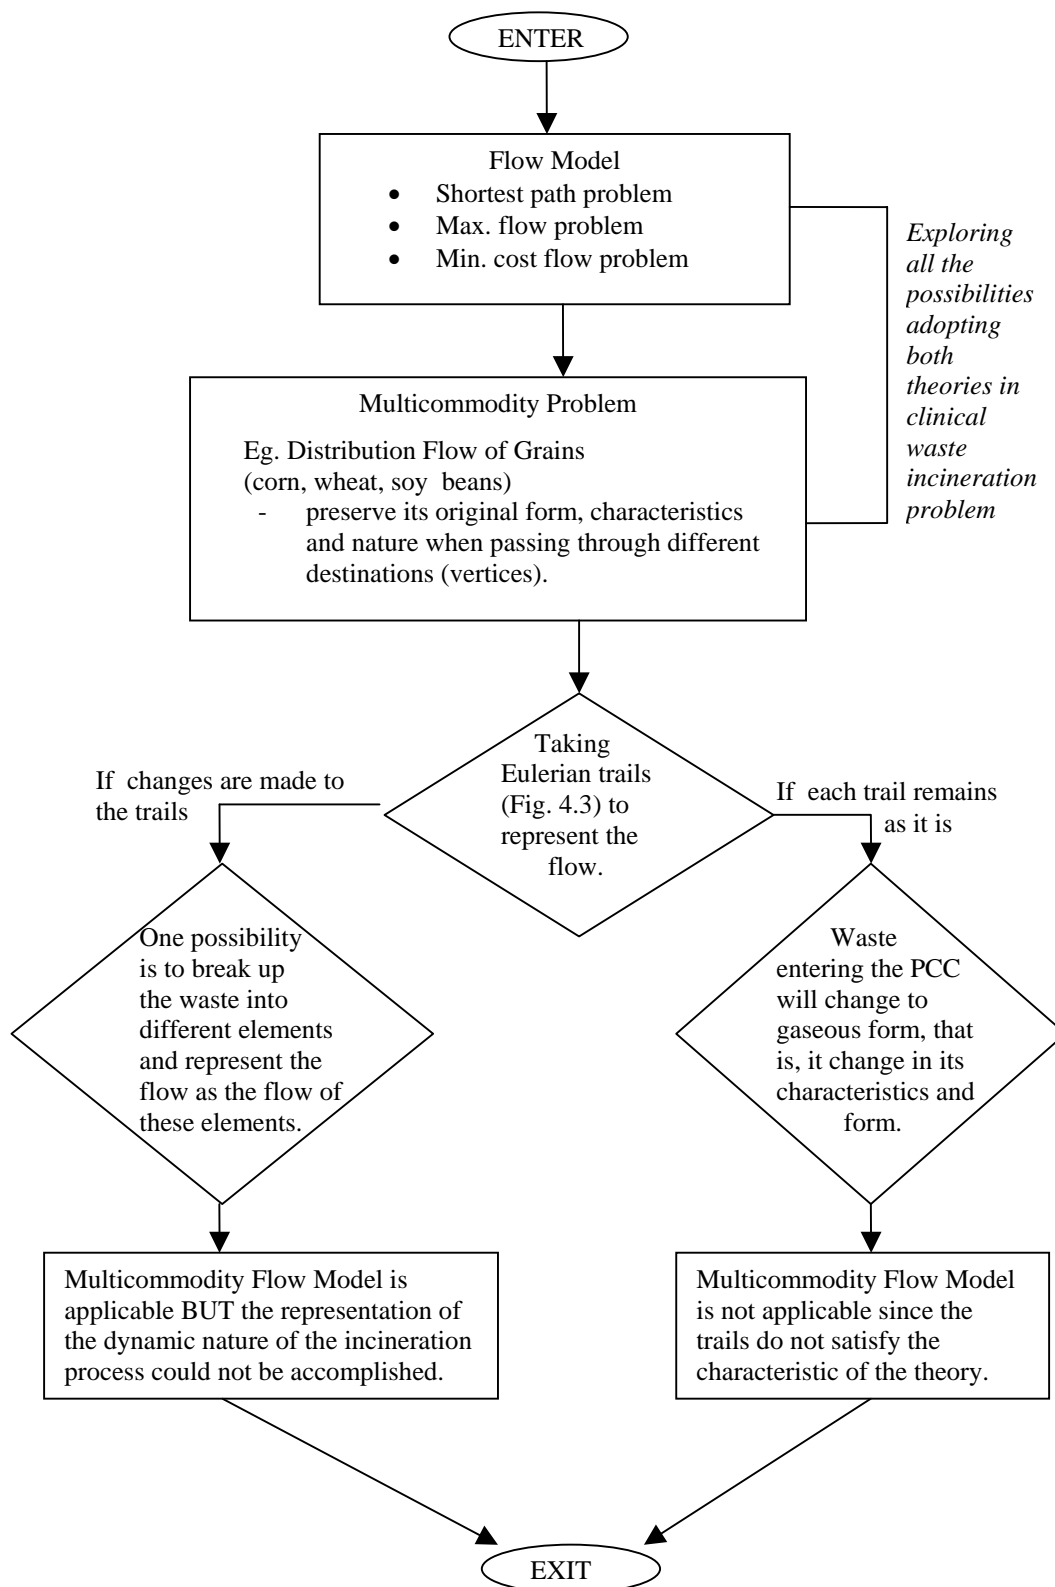 ENTER
Flow Model
• Shortest path problem
• Max. flow problem
• Min. cost flow problem
Exploring
all the
possibilities
adopting
both
theories in
clinical
waste
incineration
problem
Multicommodity Problem
Eg. Distribution Flow of Grains
(corn, wheat, soy beans)
- preserve its original form, characteristics
and nature when passing through different
destinations (vertices).
Taking
Eulerian trails
(Fig. 4.3) to
represent the
flow.
If changes are made to
the trails
If each trail remains
as it is
One possibility
is to break up
the waste into
different elements
and represent the
flow as the flow of
these elements.
Waste
entering the PCC
will change to
gaseous form, that
is, it change in its
characteristics and
form.
Multicommodity Flow Model is
applicable BUT the representation of
the dynamic nature of the incineration
process could not be accomplished.
Multicommodity Flow Model
is not applicable since the
trails do not satisfy the
characteristic of the theory.
EXIT